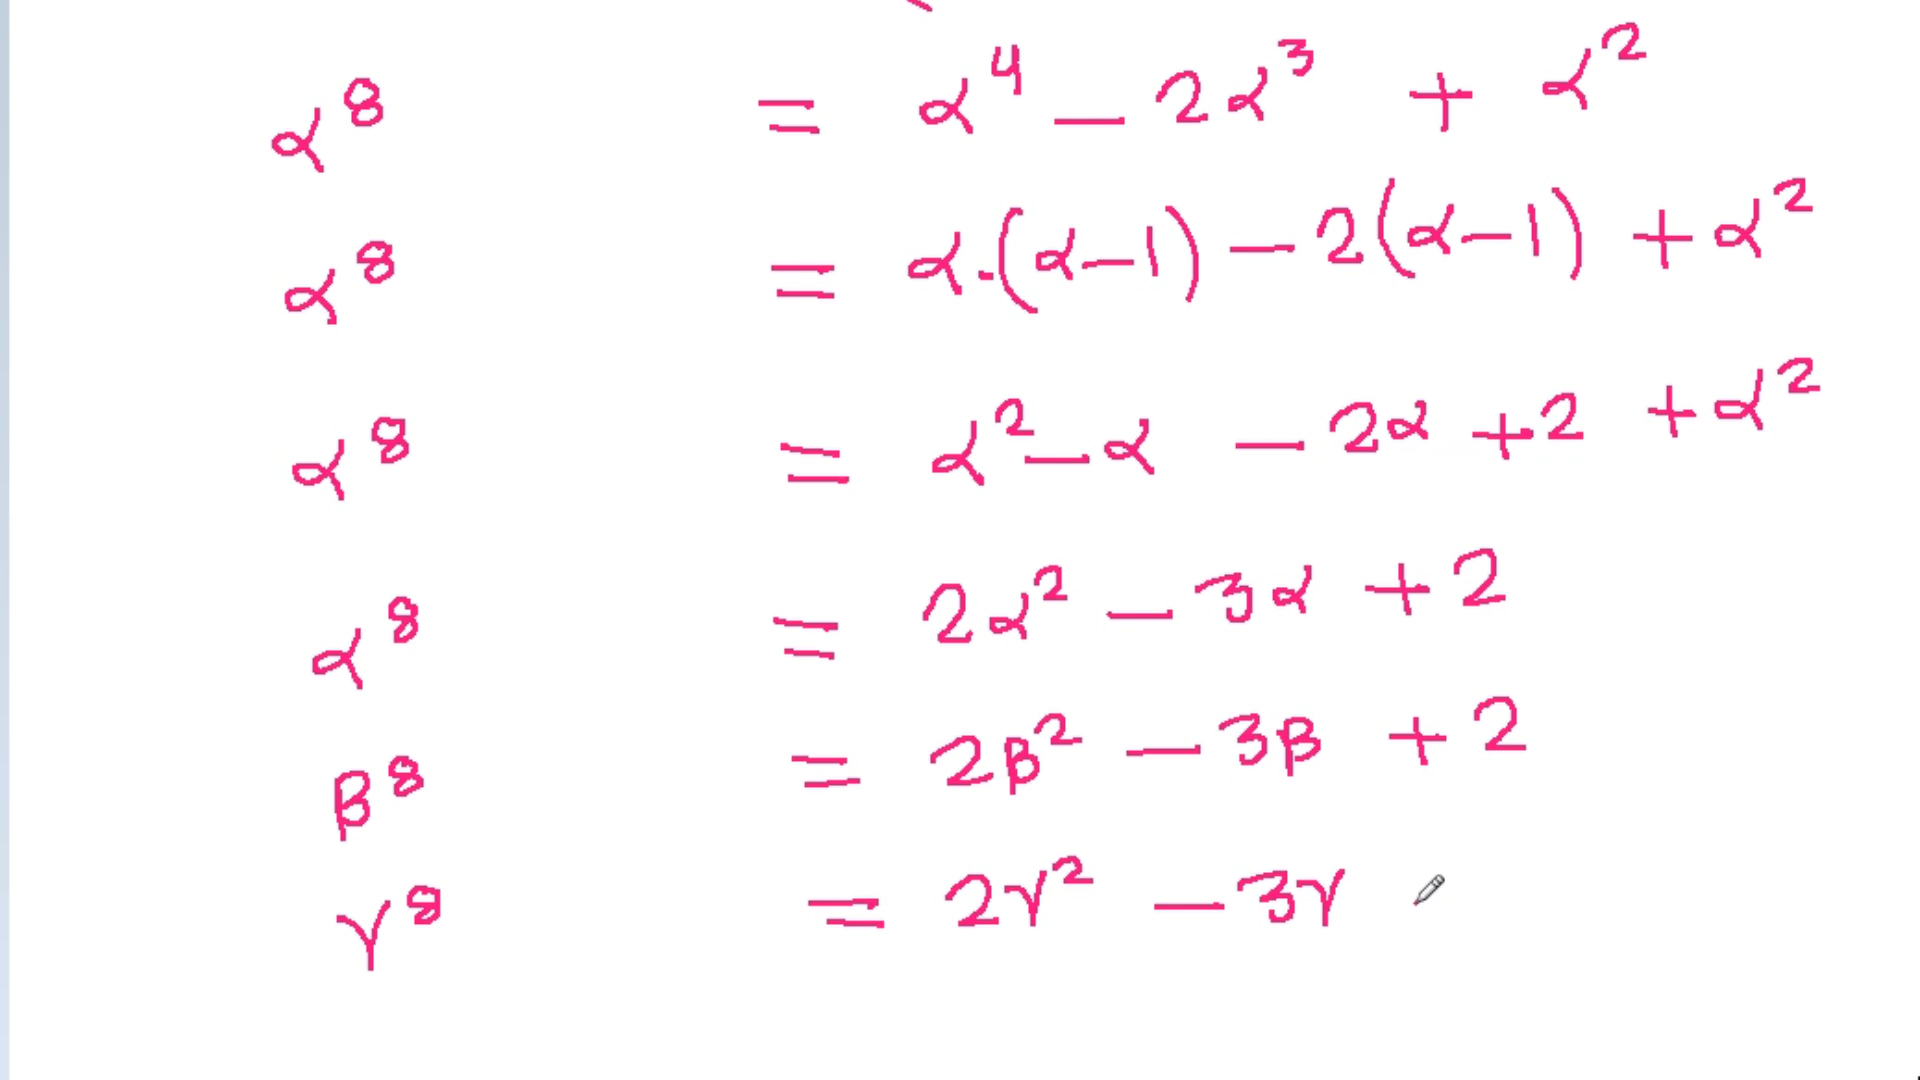 α⁸ = α⁴ - 2α³ + α²
α⁸ = α.(α-1) - 2(α-1) + α²
α⁸ = α² - α - 2α + 2 + α²
α⁸ = 2α² - 3α + 2
β⁸ = 2β² - 3β + 2
γ⁸ = 2γ² - 3γ